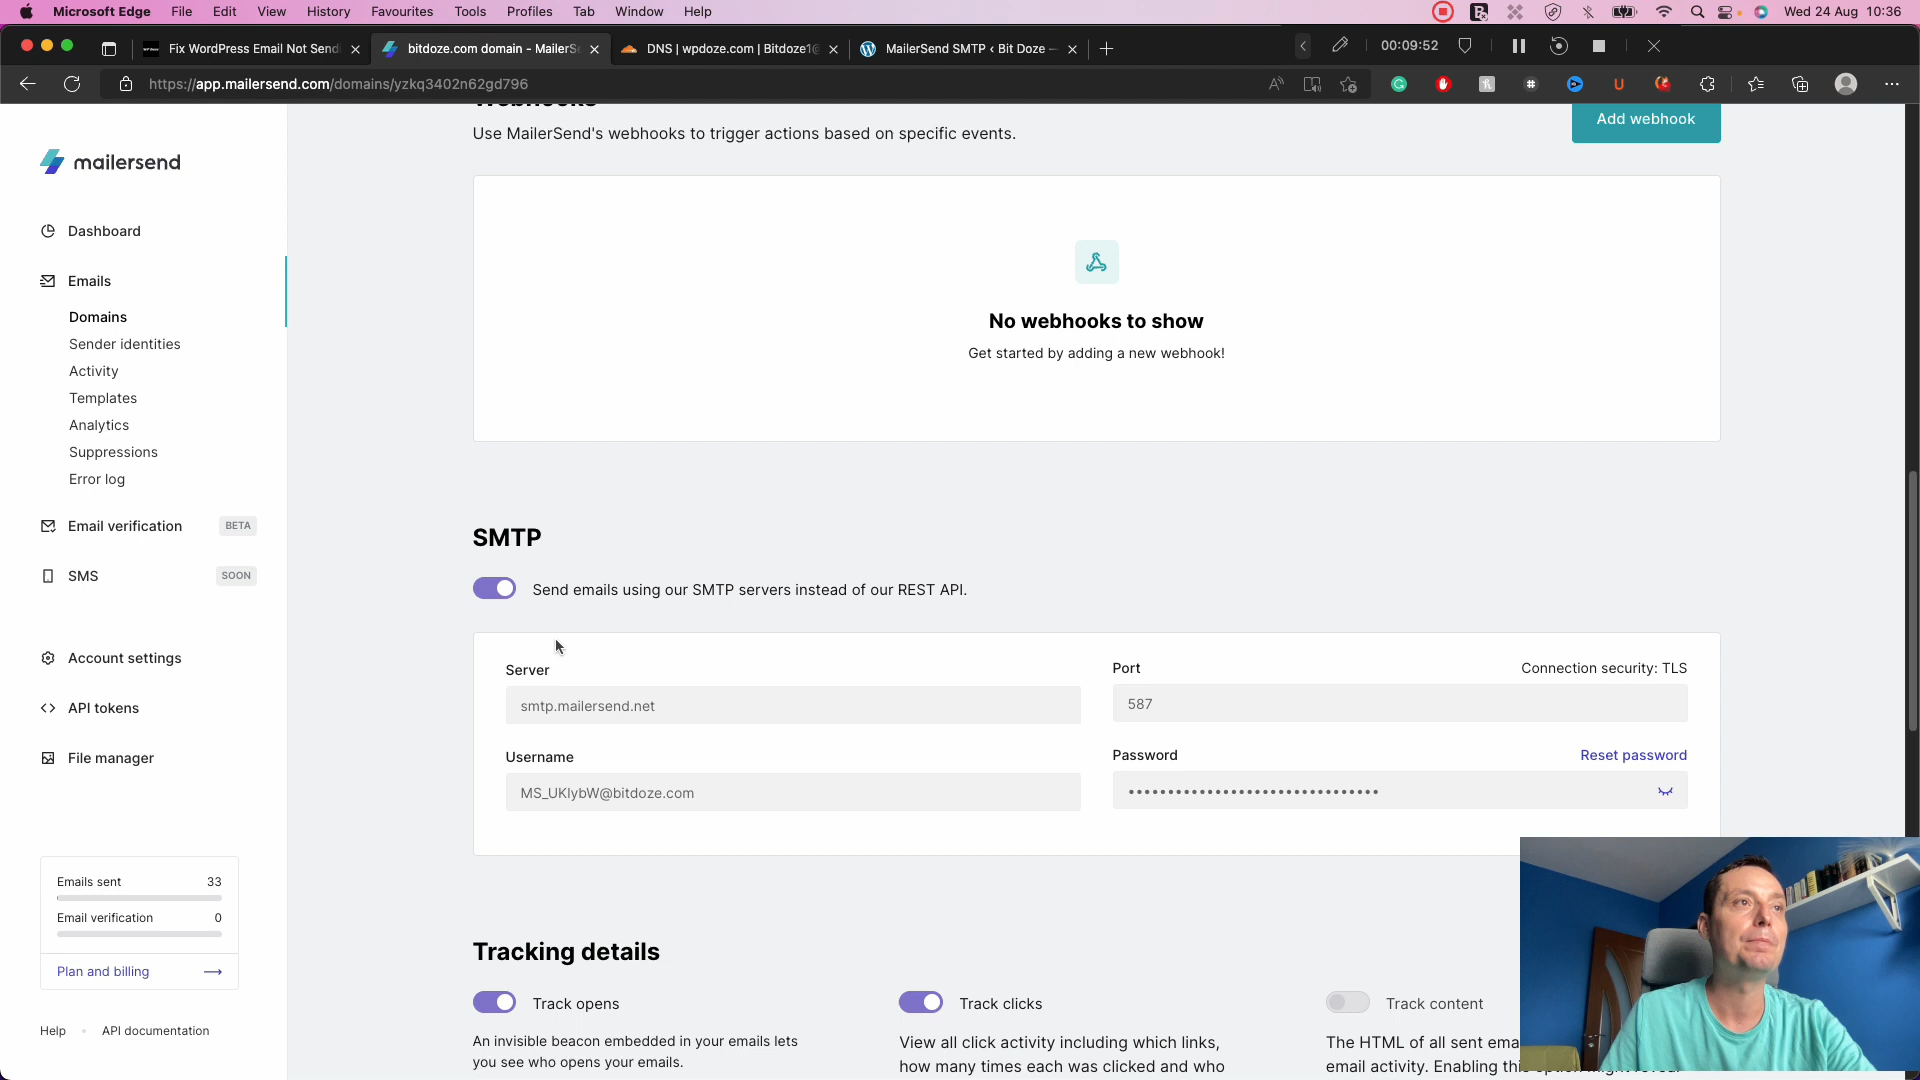 Microsoft Edge File Edit View History Favourites Tools Profiles Tab Window Help Wed 24 Aug 10:36
Fix WordPress Email Not Sendi bitdoze.com domain - MailerSe DNS | wpdoze.com | Bitdoze1@ MailerSend SMTP ‹ Bit Doze — 00:09:52
https://app.mailersend.com/domains/yzkq3402n62gd796
mailersend
Dashboard
Emails
Domains
Sender identities
Activity
Templates
Analytics
Suppressions
Error log
Email verification BETA
SMS SOON
Account settings
API tokens
File manager
Emails sent 33
Email verification 0
Plan and billing
Help API documentation
Webhooks
Use MailerSend's webhooks to trigger actions based on specific events.
Add webhook
No webhooks to show
Get started by adding a new webhook!
SMTP
Send emails using our SMTP servers instead of our REST API.
Server
smtp.mailersend.net
Port Connection security: TLS
587
Username
MS_UKlybW@bitdoze.com
Password Reset password
••••••••••••••••••••••••••••••••
Tracking details
Track opens
An invisible beacon embedded in your emails lets
you see who opens your emails.
Track clicks
View all click activity including which links,
how many times each was clicked and who
Track content
The HTML of all sent ema
email activity. Enabling this option might reveal